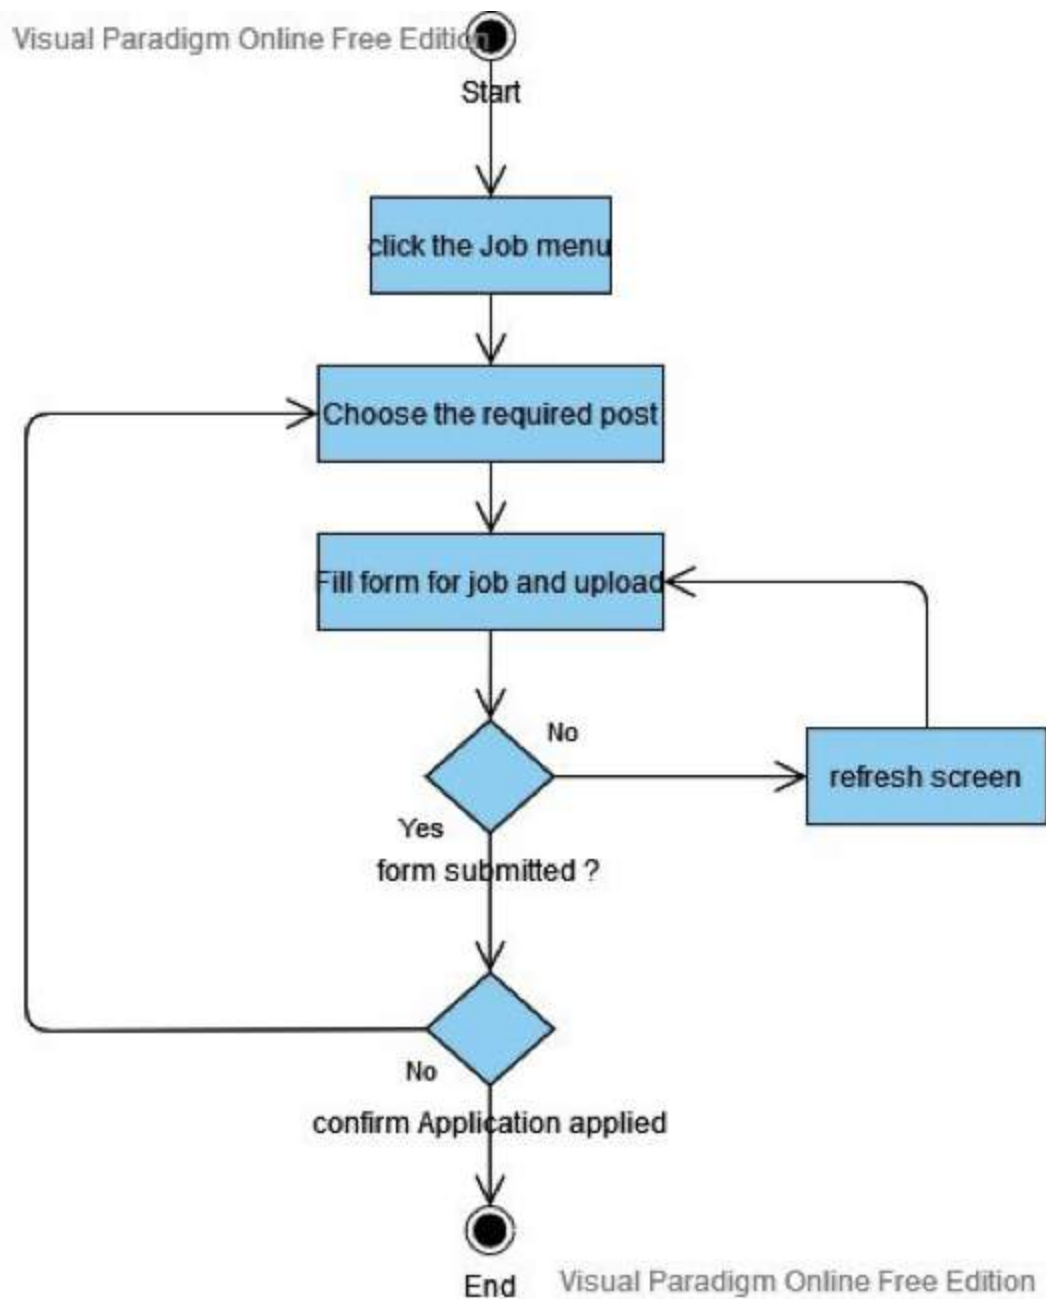 Visual Paradigm Online Free Edition
Start
click the Job menu
Choose the required post
Fill form for job and upload
No
refresh screen
Yes
form submitted ?
No
confirm Application applied
End
Visual Paradigm Online Free Edition